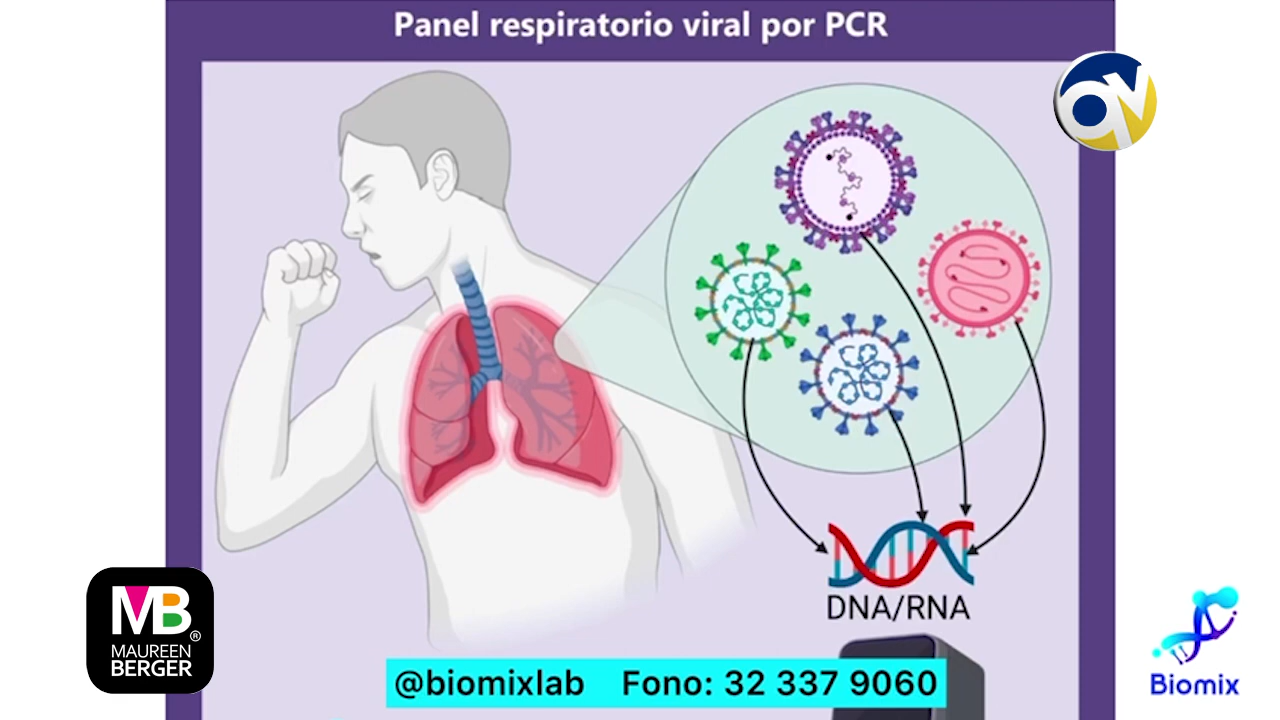 Panel respiratorio viral por PCR
DNA/RNA
MB®
MAUREEN
BERGER
@biomixlab Fono: 32 337 9060
Biomix